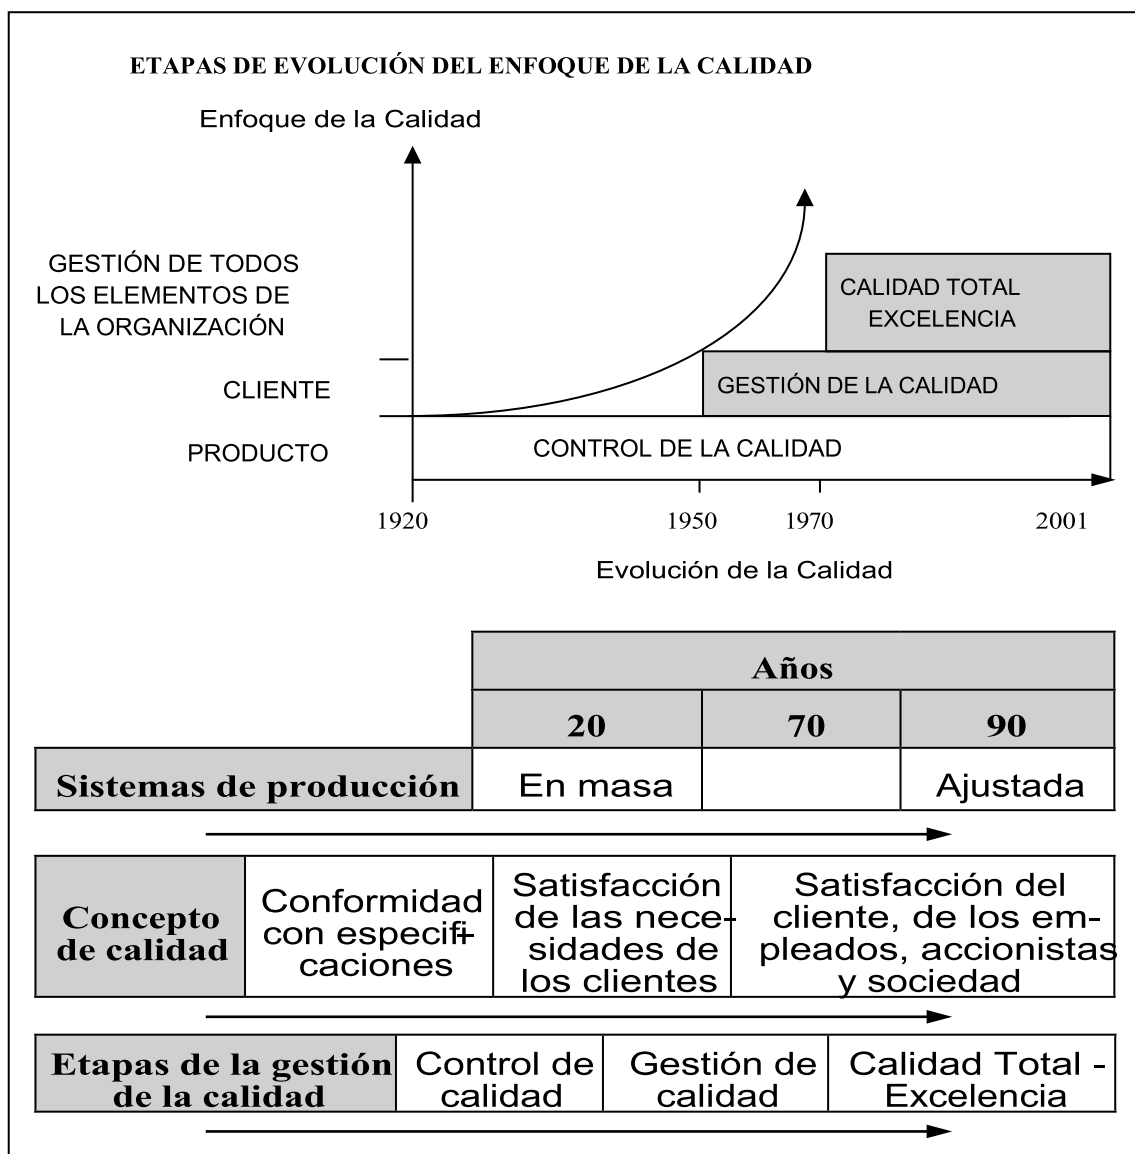 ETAPAS DE EVOLUCIÓN DEL ENFOQUE DE LA CALIDAD
Enfoque de la Calidad
GESTIÓN DE TODOS
LOS ELEMENTOS DE
LA ORGANIZACIÓN
CALIDAD TOTAL
EXCELENCIA
CLIENTE
GESTIÓN DE LA CALIDAD
PRODUCTO
CONTROL DE LA CALIDAD
1920 1950 1970 2001
Evolución de la Calidad
Años
20 70 90
Sistemas de producción En masa Ajustada
Concepto
de calidad
Conformidad
con especifi-
caciones
Satisfacción
de las nece-
sidades de
los clientes
Satisfacción del
cliente, de los em-
pleados, accionistas
y sociedad
Etapas de la gestión
de la calidad
Control de
calidad
Gestión de
calidad
Calidad Total -
Excelencia